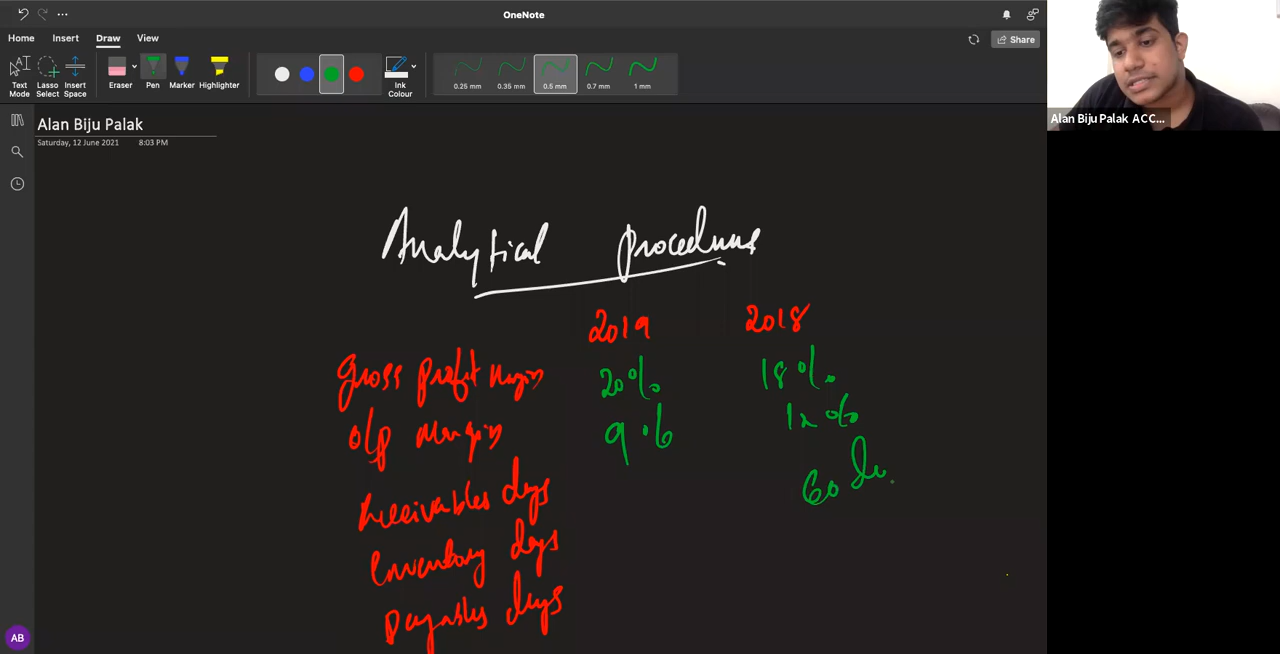 OneNote
Home Insert Draw View
Share
Text Mode
Lasso Select
Insert Space
Eraser
Pen
Marker
Highlighter
Ink Colour
0.25 mm
0.35 mm
0.5 mm
0.7 mm
1 mm
Alan Biju Palak ACC...
Alan Biju Palak
Saturday, 12 June 2021 8:03 PM
Analytical procedures
2019 2018
Gross profit Margin 20% 18%
O/p Margin 9% 12%
Receivables days 60
Inventory days
Payables days
AB